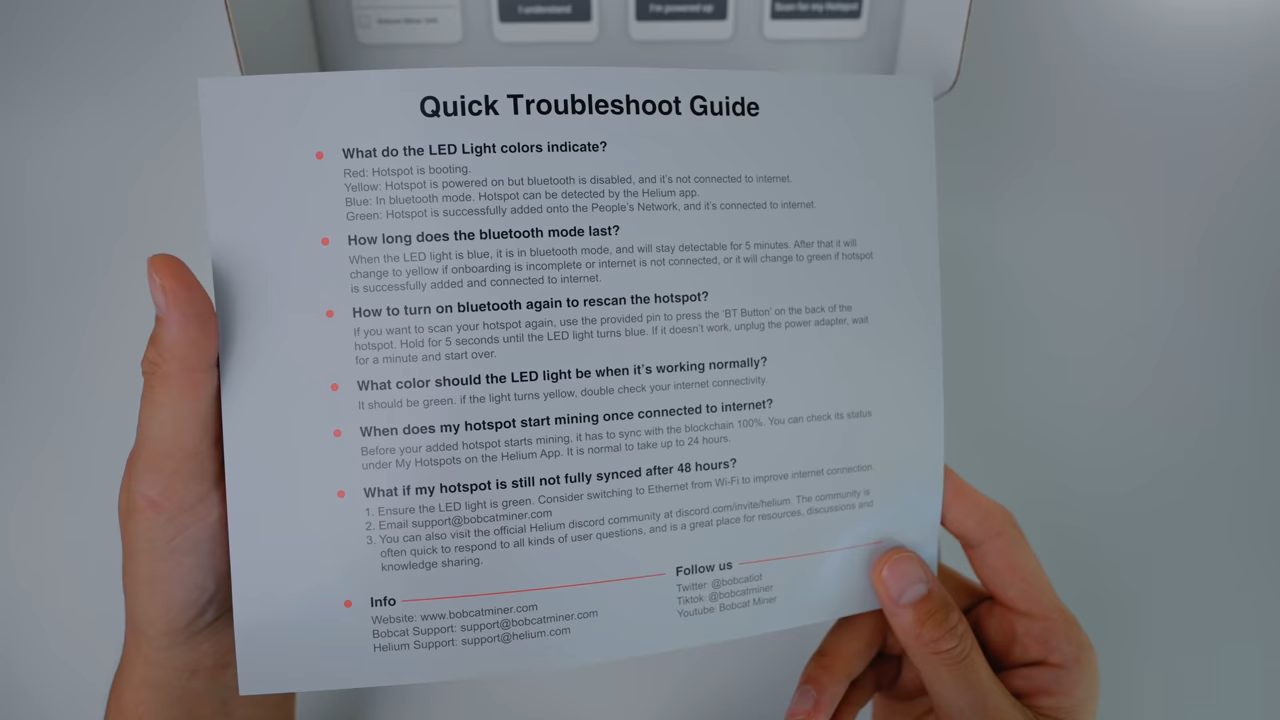 I understand
I'm powered up
Scan for my Hotspot
Quick Troubleshoot Guide
What do the LED Light colors indicate?
Red: Hotspot is booting.
Yellow: Hotspot is powered on but bluetooth is disabled, and it's not connected to internet.
Blue: In bluetooth mode. Hotspot can be detected by the Helium app.
Green: Hotspot is successfully added onto the People's Network, and it's connected to internet.
How long does the bluetooth mode last?
When the LED light is blue, it is in bluetooth mode, and will stay detectable for 5 minutes. After that it will
change to yellow if onboarding is incomplete or internet is not connected, or it will change to green if hotspot
is successfully added and connected to internet.
How to turn on bluetooth again to rescan the hotspot?
If you want to scan your hotspot again, use the provided pin to press the 'BT Button' on the back of the
hotspot. Hold for 5 seconds until the LED light turns blue. If it doesn't work, unplug the power adapter, wait
for a minute and start over.
What color should the LED light be when it's working normally?
It should be green. if the light turns yellow, double check your internet connectivity.
When does my hotspot start mining once connected to internet?
Before your added hotspot starts mining, it has to sync with the blockchain 100%. You can check its status
under My Hotspots on the Helium App. It is normal to take up to 24 hours.
What if my hotspot is still not fully synced after 48 hours?
1. Ensure the LED light is green. Consider switching to Ethernet from Wi-Fi to improve internet connection.
2. Email support@bobcatminer.com
3. You can also visit the official Helium discord community at discord.com/invite/helium. The community is
often quick to respond to all kinds of user questions, and is a great place for resources, discussions and
knowledge sharing.
Info
Website: www.bobcatminer.com
Bobcat Support: support@bobcatminer.com
Helium Support: support@helium.com
Follow us
Twitter: @bobcatiot
Tiktok: @bobcatminer
Youtube: Bobcat Miner